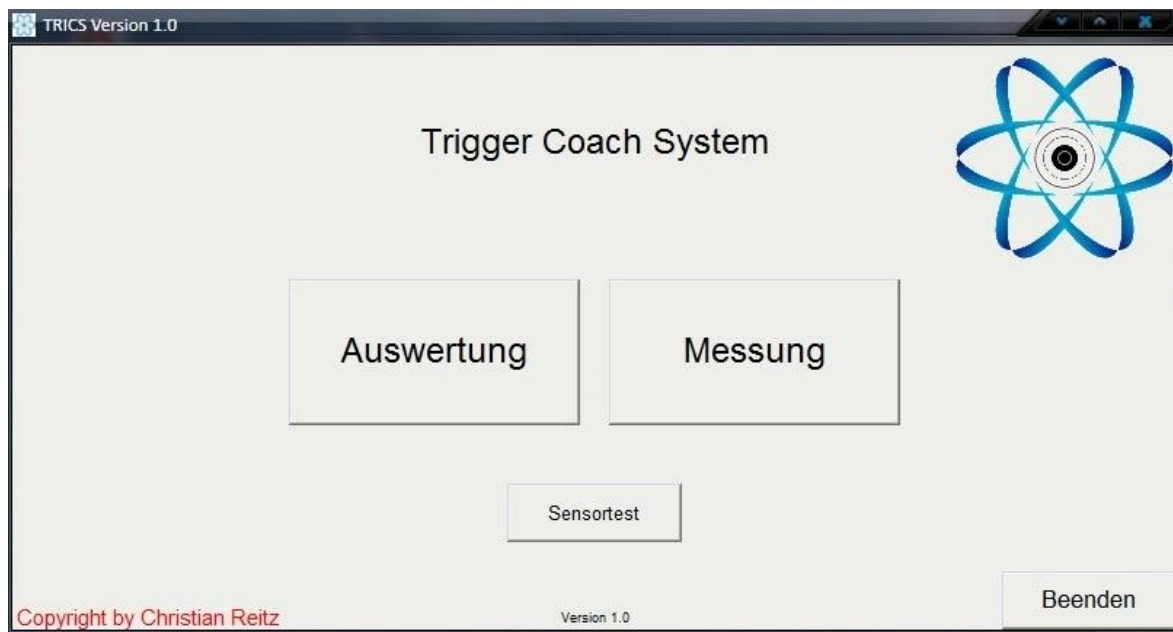 TRICS Version 1.0
Trigger Coach System
Auswertung
Messung
Sensortest
Beenden
Copyright by Christian Reitz
Version 1.0